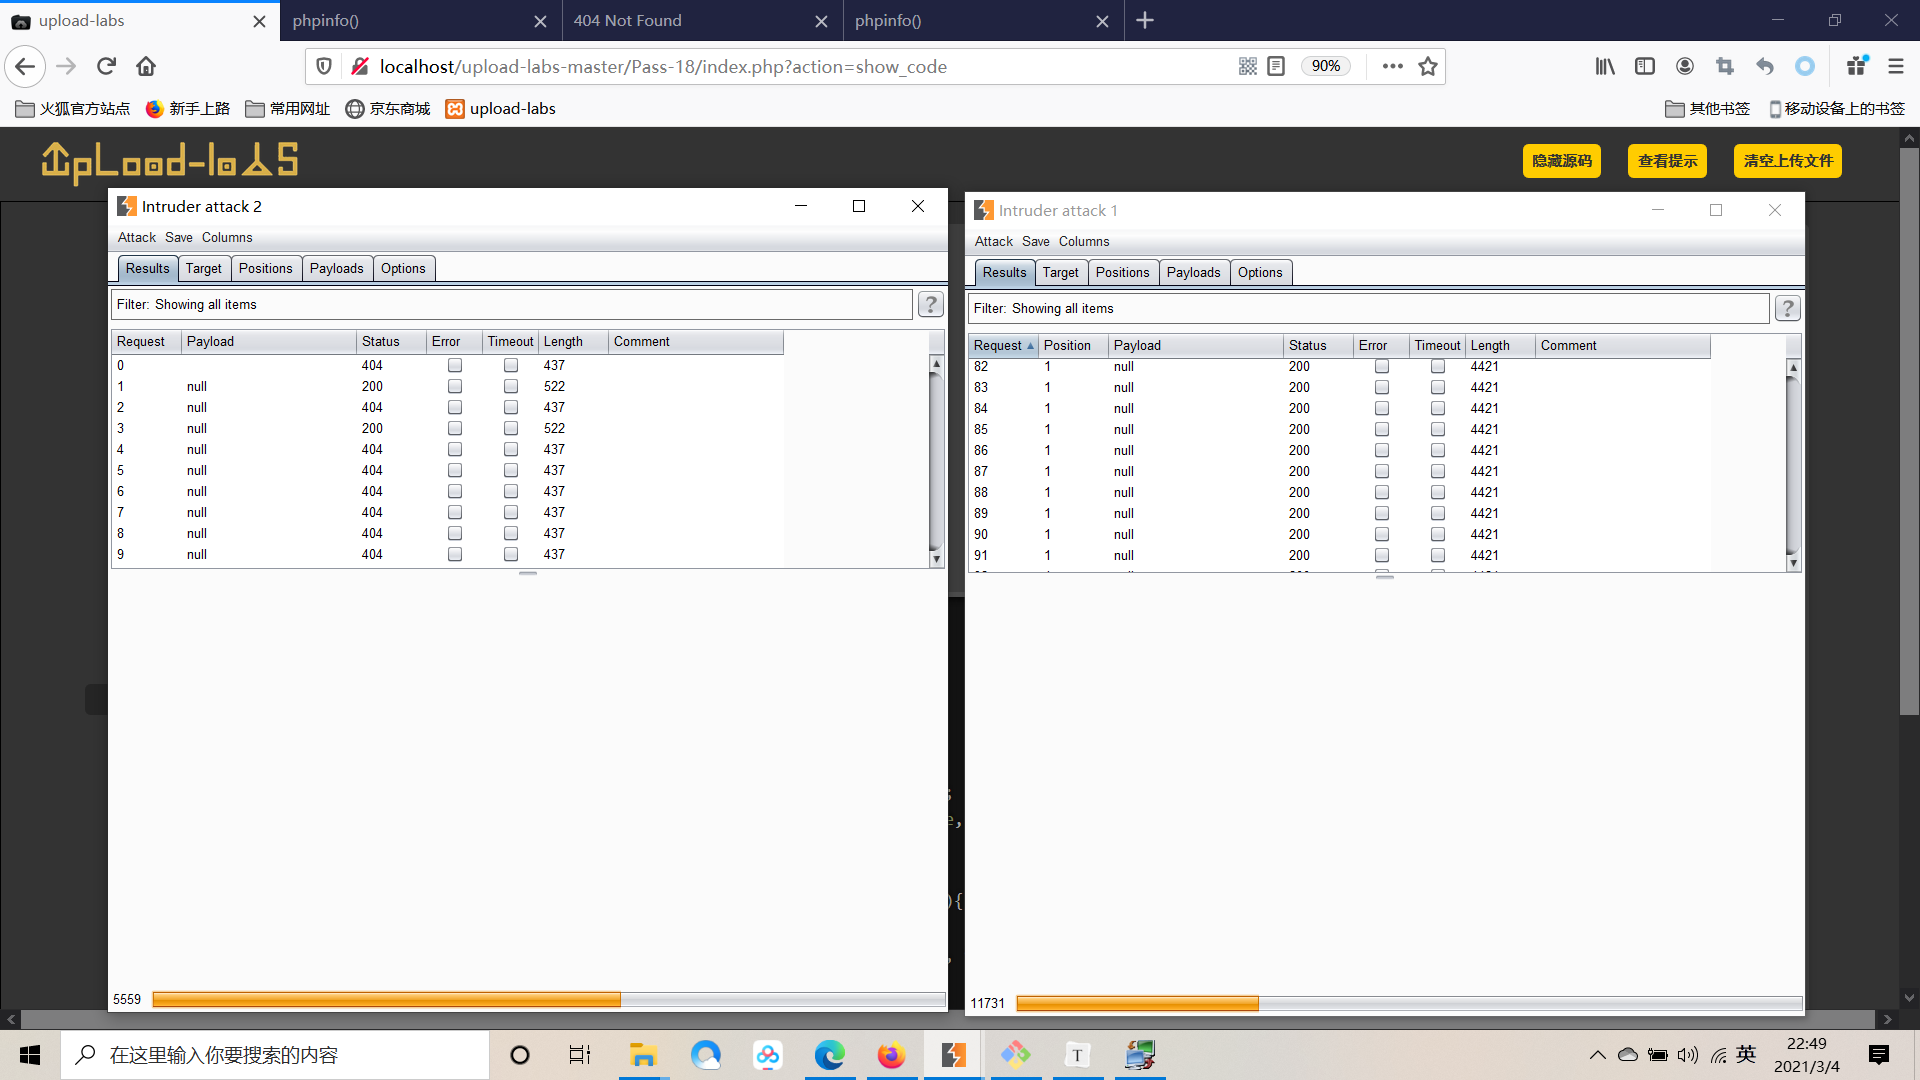 upload-labs
phpinfo()
404 Not Found
phpinfo()
localhost/upload-labs-master/Pass-18/index.php?action=show_code
90%
火狐官方站点
新手上路
常用网址
京东商城
upload-labs
其他书签
移动设备上的书签
UpLoad-labS
隐藏源码
查看提示
清空上传文件
Intruder attack 2
Attack Save Columns
Results Target Positions Payloads Options
Filter: Showing all items
?
Request Payload Status Error Timeout Length Comment
0 404 437
1 null 200 522
2 null 404 437
3 null 200 522
4 null 404 437
5 null 404 437
6 null 404 437
7 null 404 437
8 null 404 437
9 null 404 437
5559
Intruder attack 1
Attack Save Columns
Results Target Positions Payloads Options
Filter: Showing all items
?
Request Position Payload Status Error Timeout Length Comment
82 1 null 200 4421
83 1 null 200 4421
84 1 null 200 4421
85 1 null 200 4421
86 1 null 200 4421
87 1 null 200 4421
88 1 null 200 4421
89 1 null 200 4421
90 1 null 200 4421
91 1 null 200 4421
11731
e,
){
在这里输入你要搜索的内容
T
英
22:49
2021/3/4